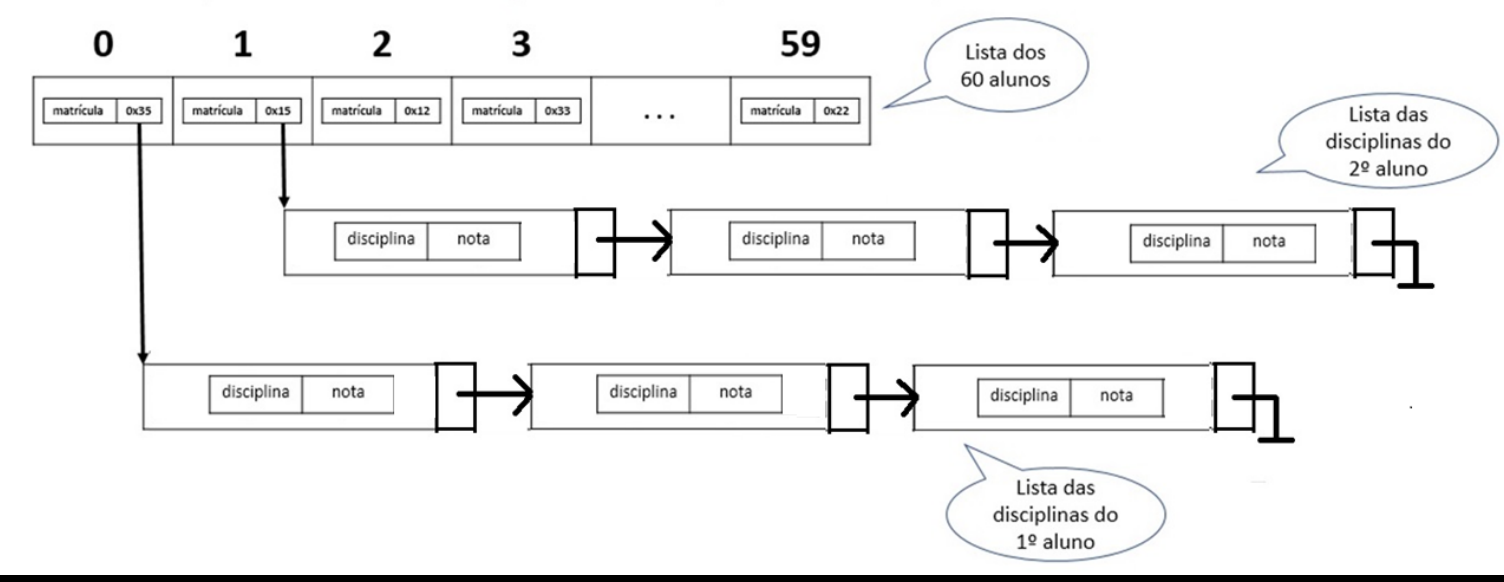 0 1 2 3 59
Lista dos
60 alunos
matrícula 0x35 matrícula 0x15 matrícula 0x12 matrícula 0x33 ... matrícula 0x22
Lista das
disciplinas do
2º aluno
disciplina nota disciplina nota disciplina nota
disciplina nota disciplina nota disciplina nota
Lista das
disciplinas do
1º aluno